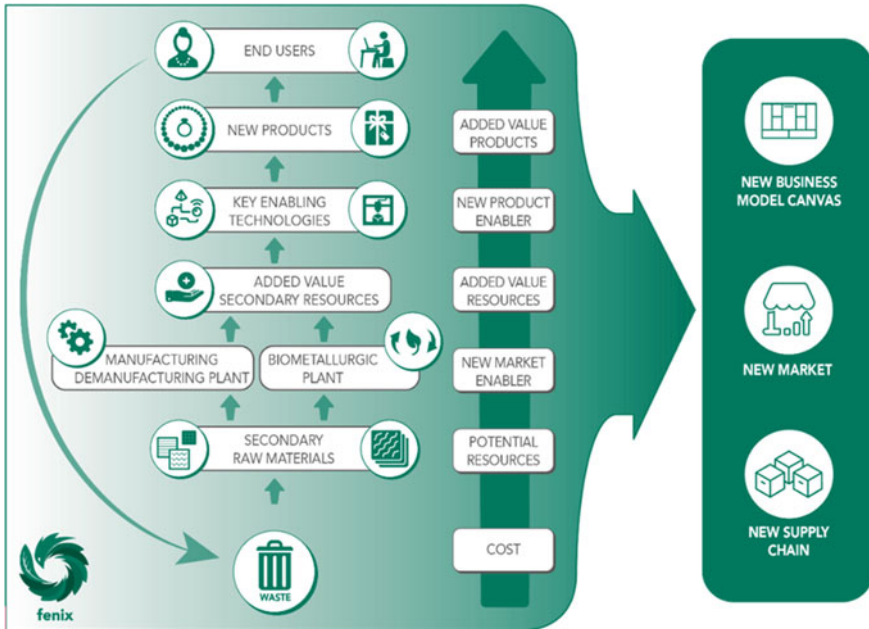 END USERS
NEW PRODUCTS
KEY ENABLING
TECHNOLOGIES
ADDED VALUE
SECONDARY RESOURCES
MANUFACTURING
DEMANUFACTURING PLANT
BIOMETALLURGIC
PLANT
SECONDARY
RAW MATERIALS
WASTE
fenix
ADDED VALUE
PRODUCTS
NEW PRODUCT
ENABLER
ADDED VALUE
RESOURCES
NEW MARKET
ENABLER
POTENTIAL
RESOURCES
COST
NEW BUSINESS
MODEL CANVAS
NEW MARKET
NEW SUPPLY
CHAIN